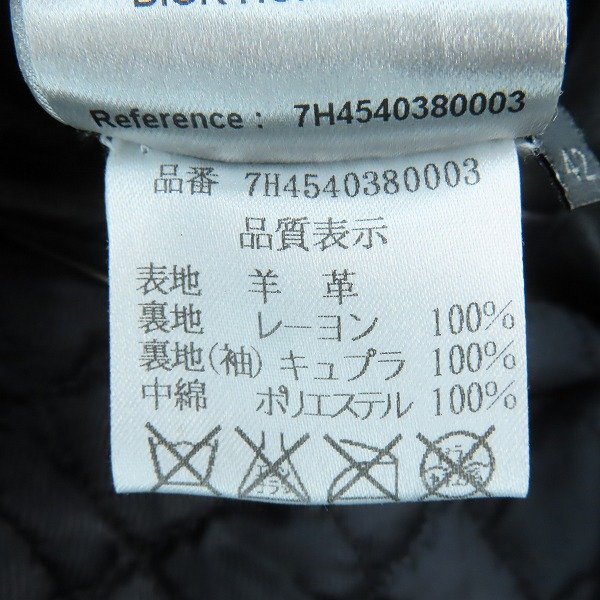 Reference : 7H4540380003
42
品番 7H4540380003
品質表示
表地 羊 革
裏地 レーヨン 100%
裏地(袖) キュプラ 100%
中綿 ポリエステル 100%